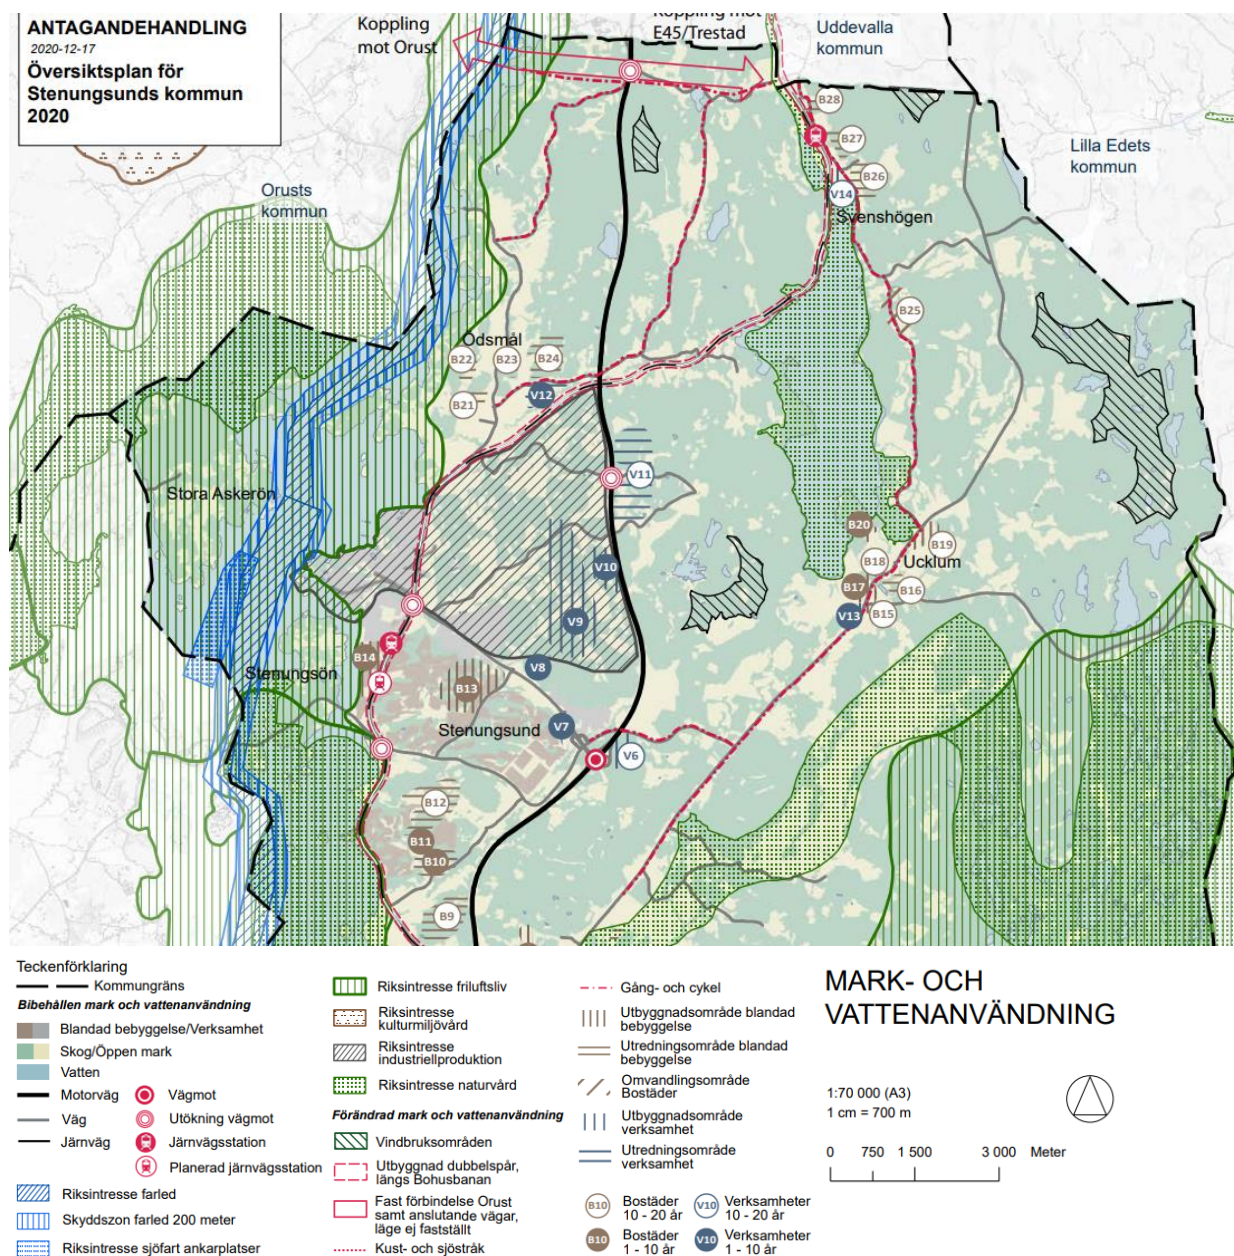 ANTAGANDEHANDLING
2020-12-17
Översiktsplan för
Stenungsunds kommun
2020
Koppling
mot Orust
Koppling mot
E45/Trestad
Uddevalla
kommun
Lilla Edets
kommun
Orusts
kommun
B28
B27
B26
V14
Svenshögen
B25
Ödsmål
B22
B23
B24
B21
V12
V11
Stora Askerön
B20
B19
B18
Ucklum
V10
B17
B16
B15
V13
V9
B14
V8
Stenungsön
B13
Stenungsund
V7
V6
B12
B11
B10
B9
Teckenförklaring
Kommungräns
Bibehållen mark och vattenanvändning
Blandad bebyggelse/Verksamhet
Skog/Öppen mark
Vatten
Motorväg
Vägmot
Väg
Utökning vägmot
Järnväg
Järnvägsstation
Planerad järnvägsstation
Riksintresse farled
Skyddszon farled 200 meter
Riksintresse sjöfart ankarplatser
Riksintresse friluftsliv
Riksintresse
kulturmiljövård
Riksintresse
industriellproduktion
Riksintresse naturvård
Förändrad mark och vattenanvändning
Vindbruksområden
Utbyggnad dubbelspår,
längs Bohusbanan
Fast förbindelse Orust
samt anslutande vägar,
läge ej fastställt
Kust- och sjöstråk
Gång- och cykel
Utbyggnadsområde blandad
bebyggelse
Utredningsområde blandad
bebyggelse
Omvandlingsområde
Bostäder
Utbyggnadsområde
verksamhet
Utredningsområde
verksamhet
B10
Bostäder
10 - 20 år
V10
Verksamheter
10 - 20 år
B10
Bostäder
1 - 10 år
V10
Verksamheter
1 - 10 år
MARK- OCH
VATTENANVÄNDNING
1:70 000 (A3)
1 cm = 700 m
0 750 1 500 3 000 Meter